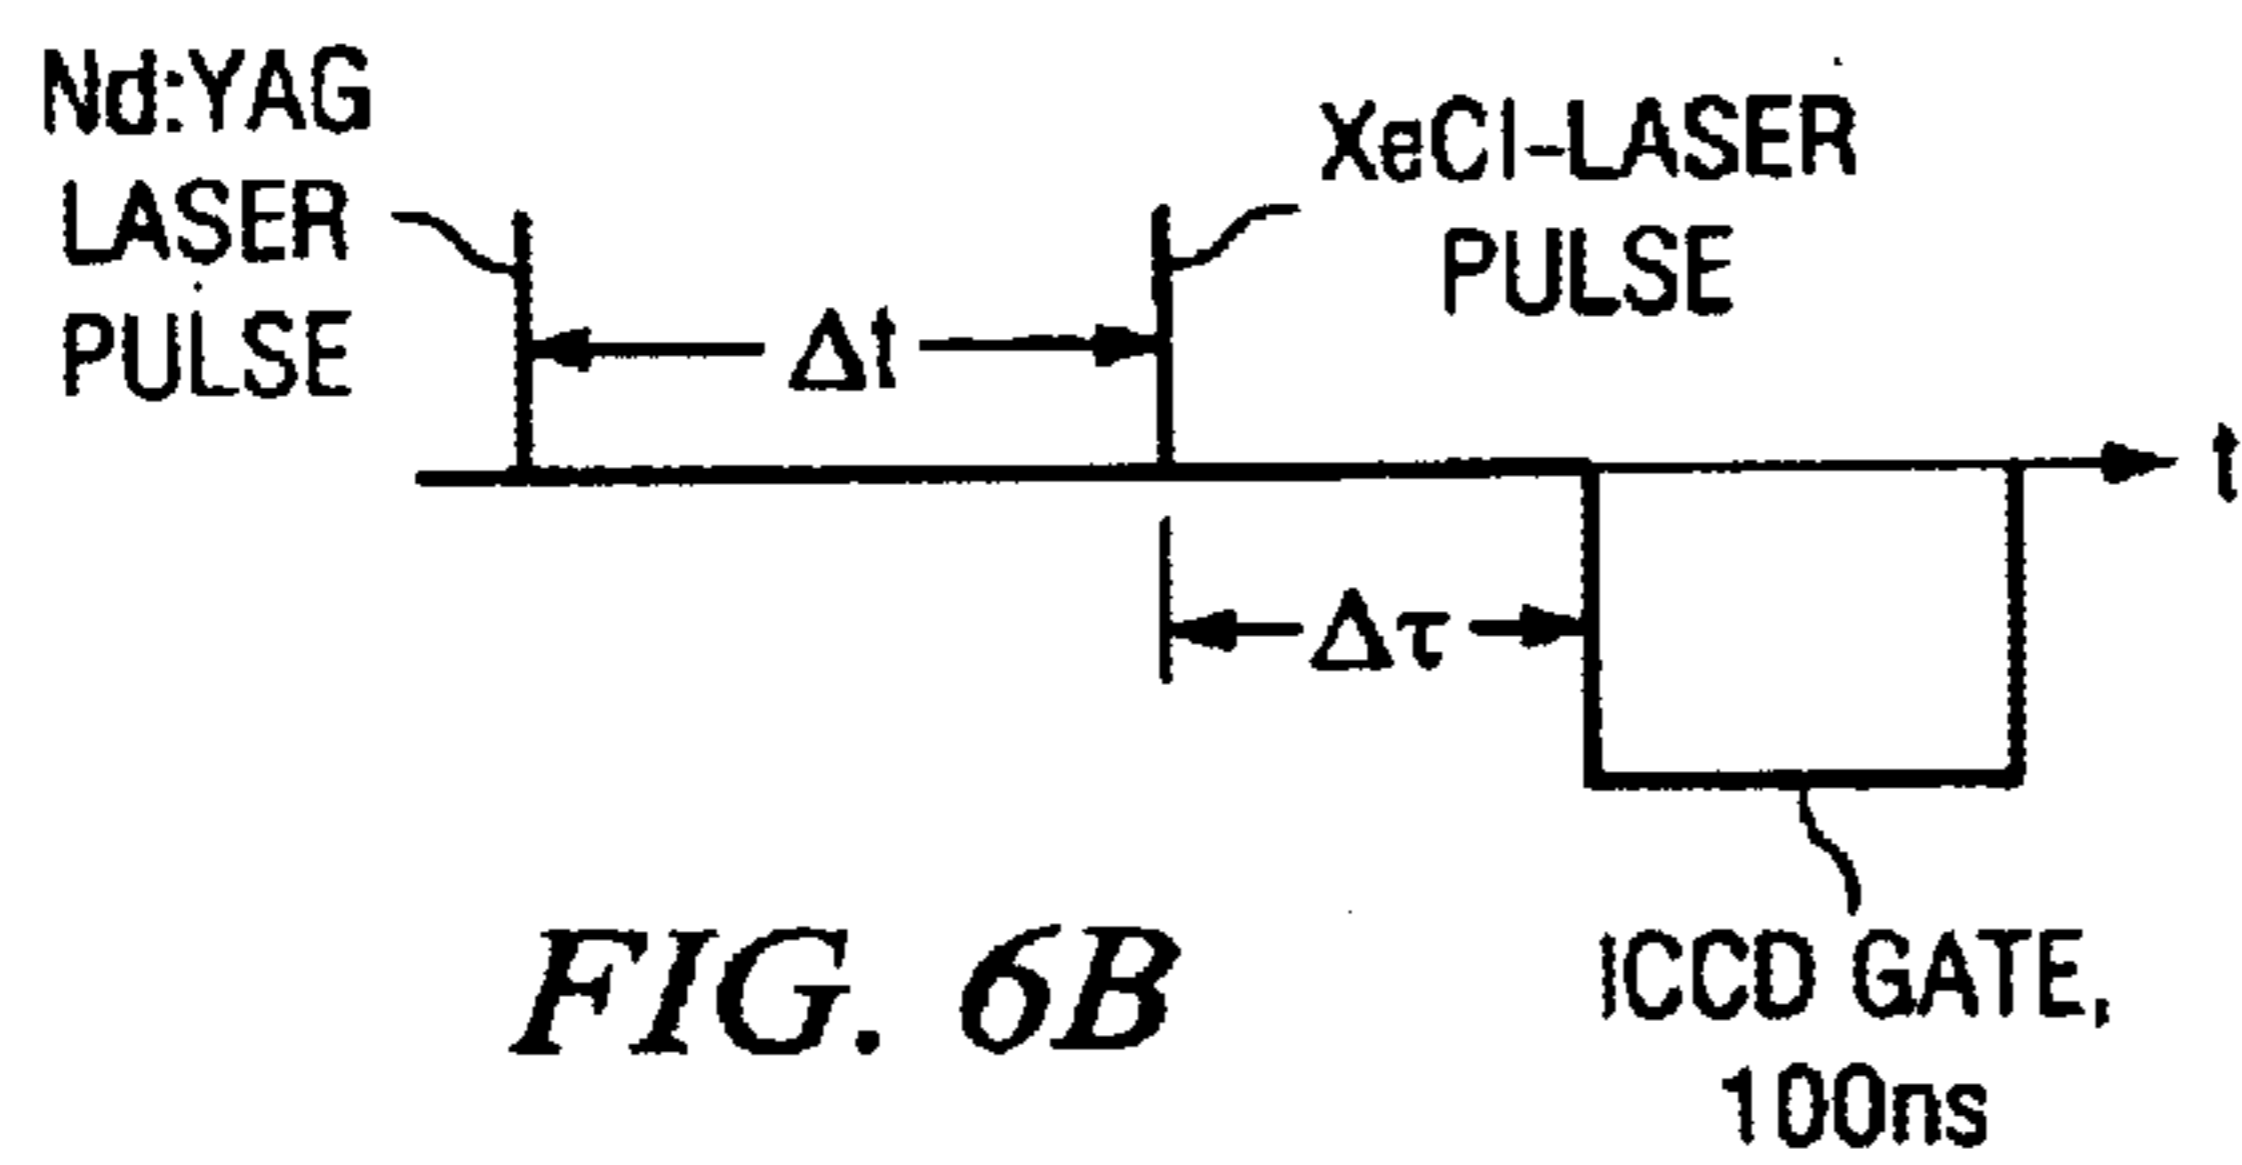 Nd:YAG
LASER
PULSE
XeCl-LASER
PULSE
Δt
t
Δτ
ICCD GATE,
100ns
FIG. 6B